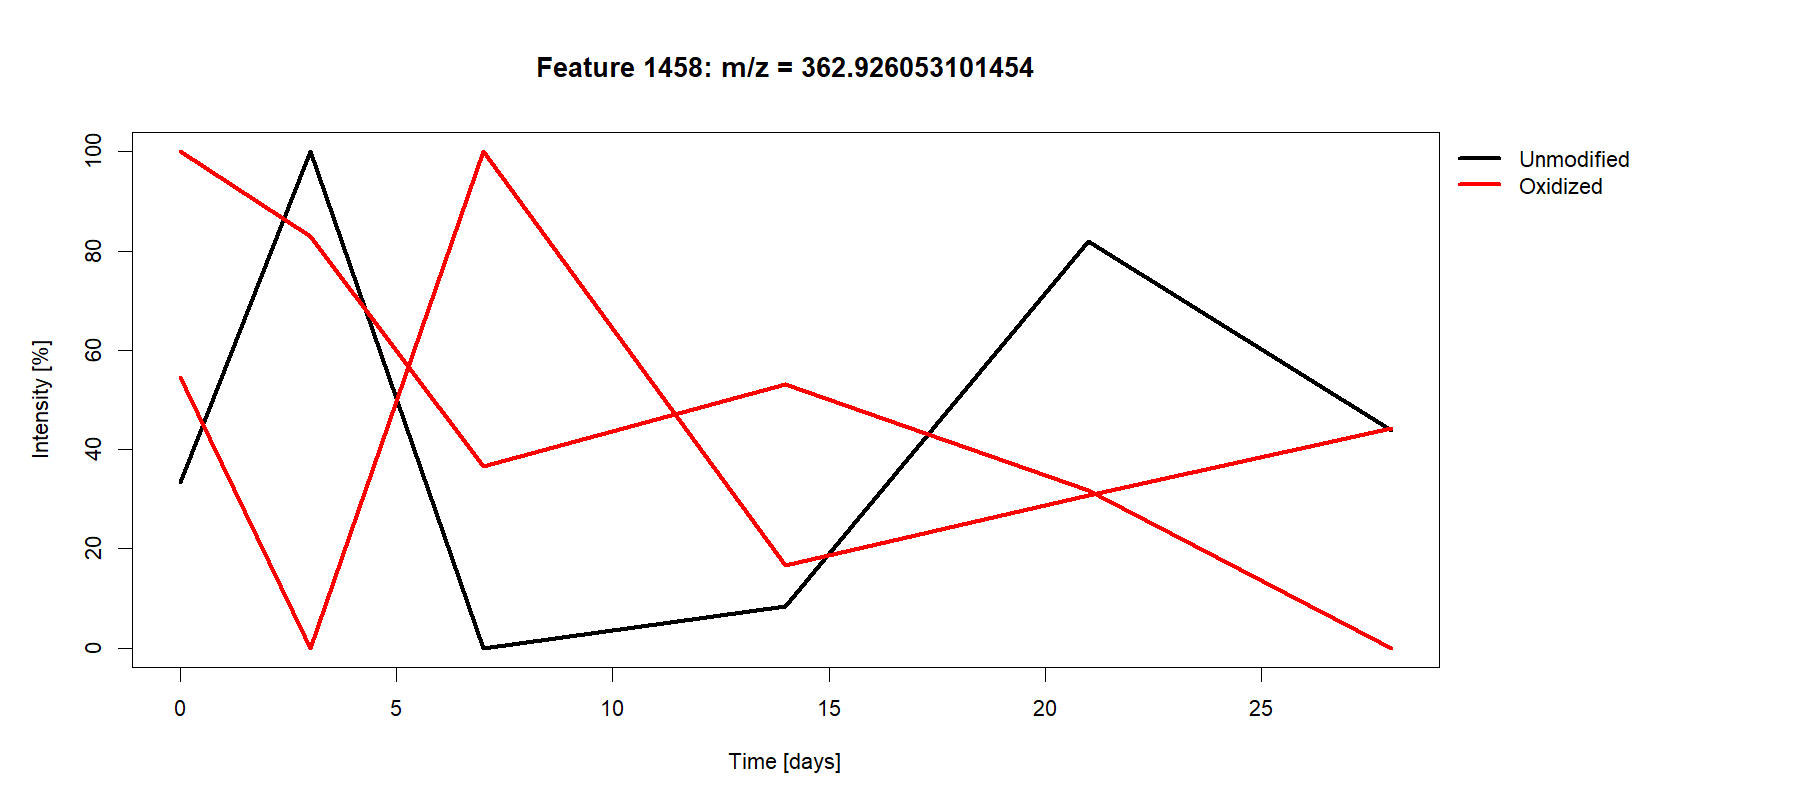 Feature 1458: m/z = 362.926053101454
Unmodified
Oxidized
100
80
60
40
20
0
Intensity [%]
0 5 10 15 20 25
Time [days]